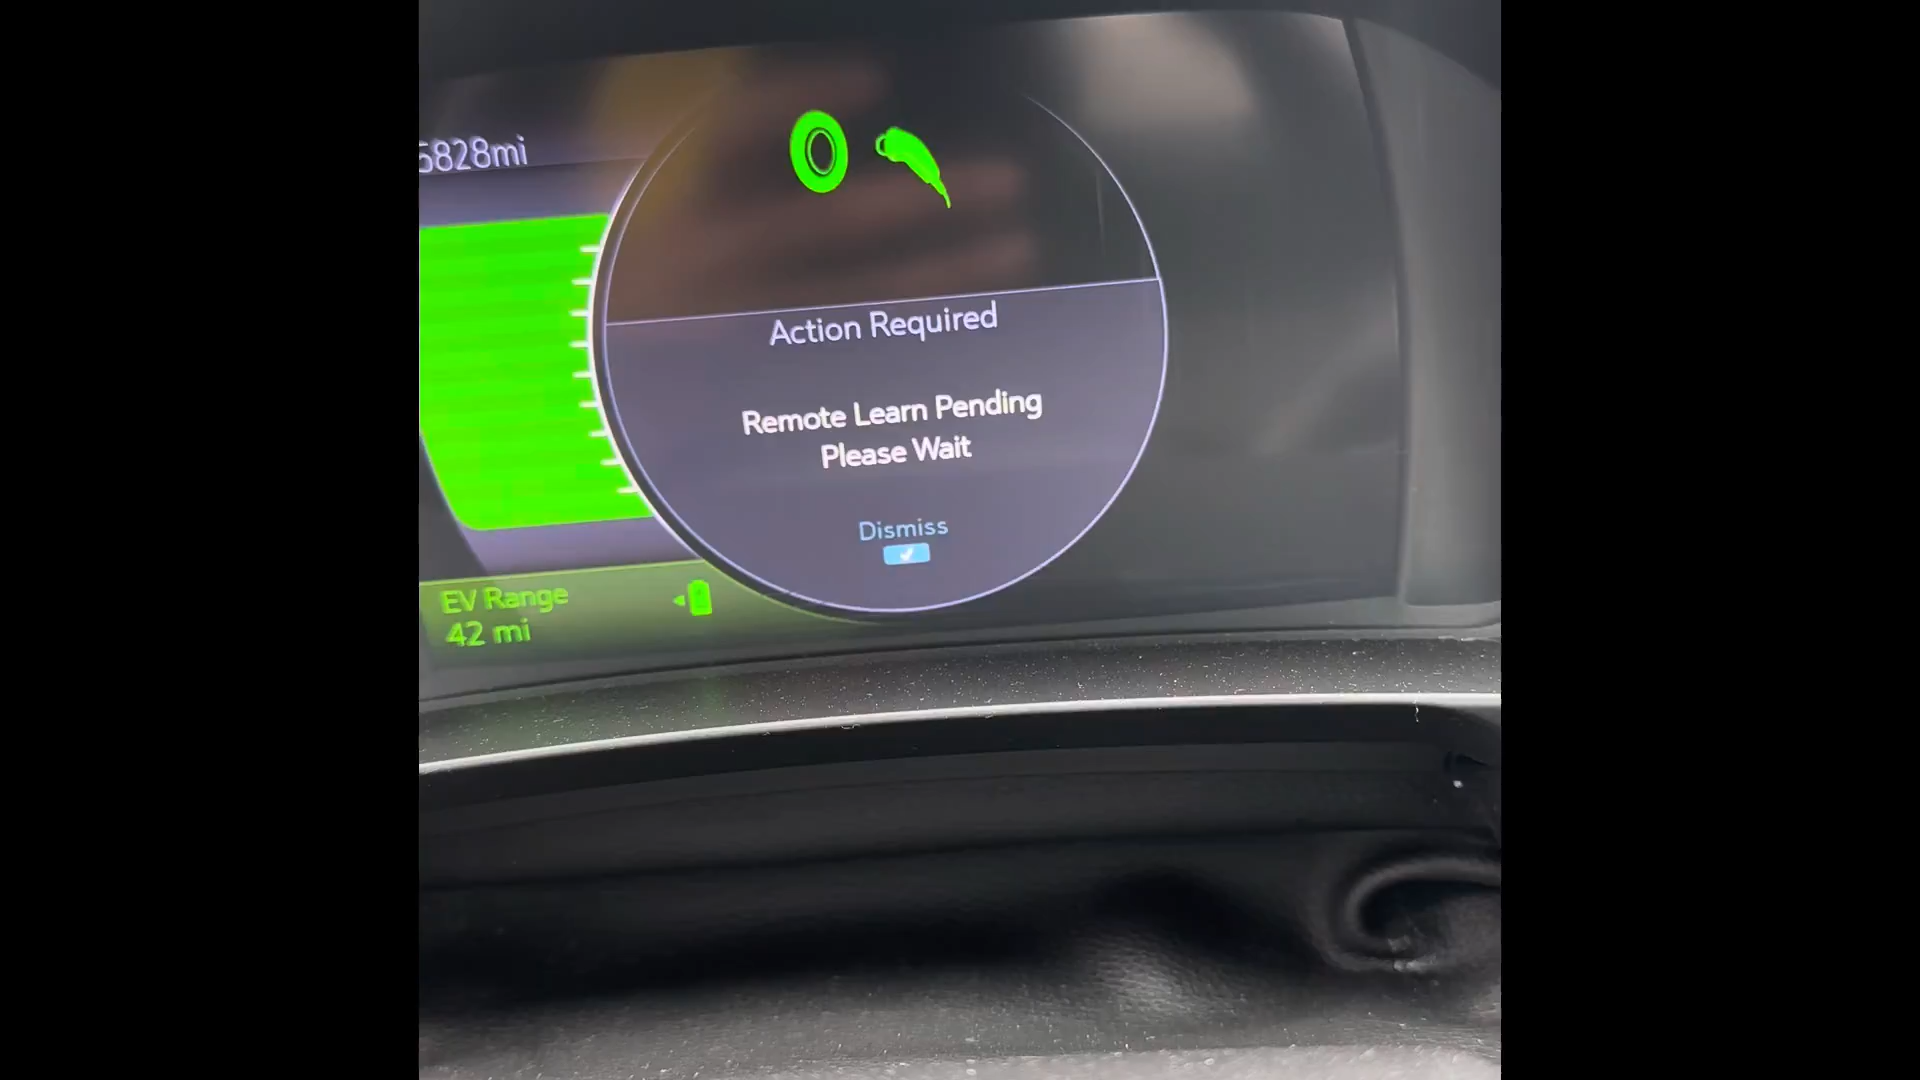 5828mi
Action Required
Remote Learn Pending
Please Wait
Dismiss
EV Range
42 mi